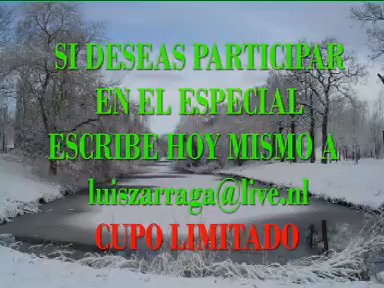 SI DESEAS PARTICIPAR
EN EL ESPECIAL
ESCRIBE HOY MISMO A
luiszarraga@live.nl
CUPO LIMITADO